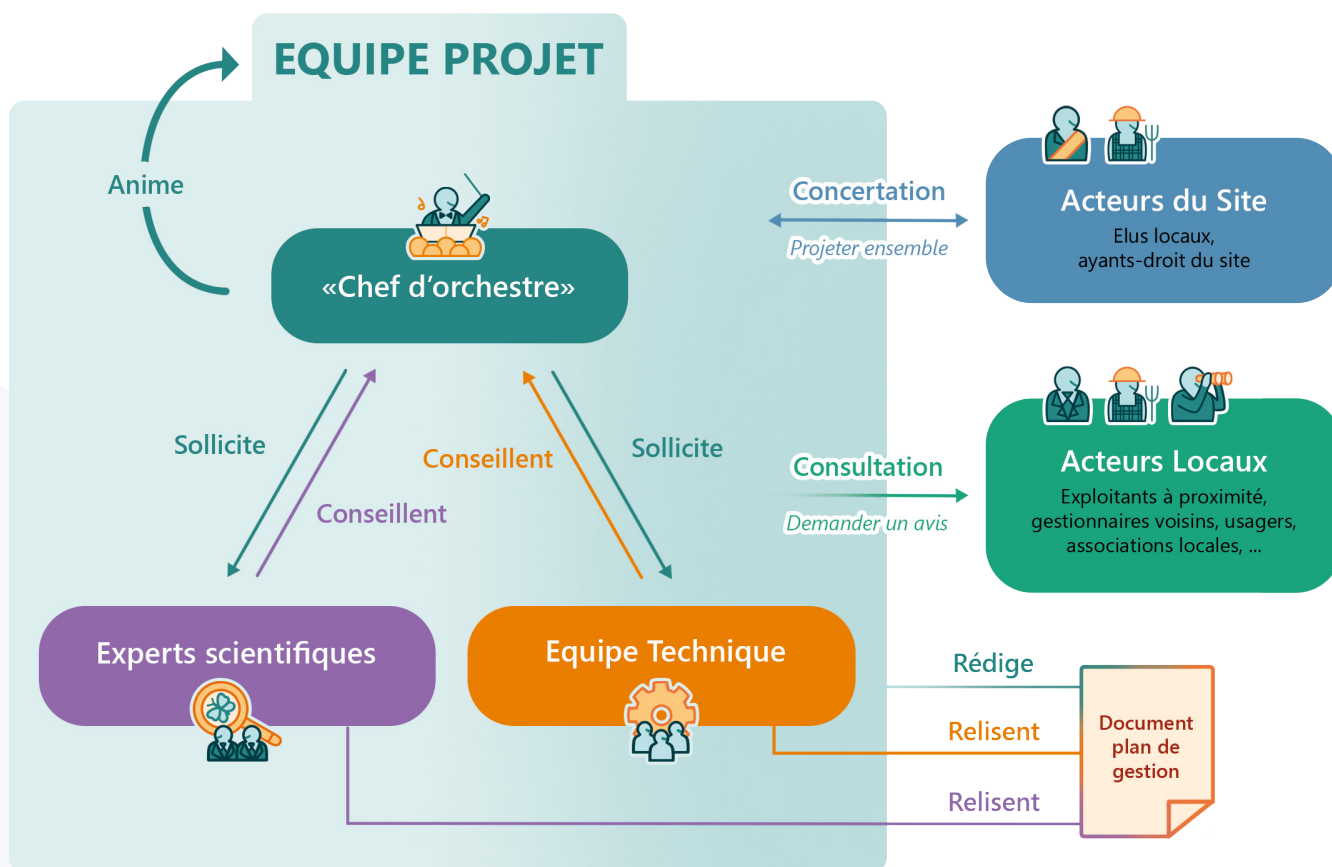 EQUIPE PROJET
Anime
«Chef d’orchestre»
Sollicite
Conseillent
Conseillent
Sollicite
Experts scientifiques
Equipe Technique
Concertation
Projeter ensemble
Acteurs du Site
Elus locaux,
ayants-droit du site
Consultation
Demander un avis
Acteurs Locaux
Exploitants à proximité,
gestionnaires voisins, usagers,
associations locales, ...
Rédige
Relisent
Relisent
Document
plan de
gestion